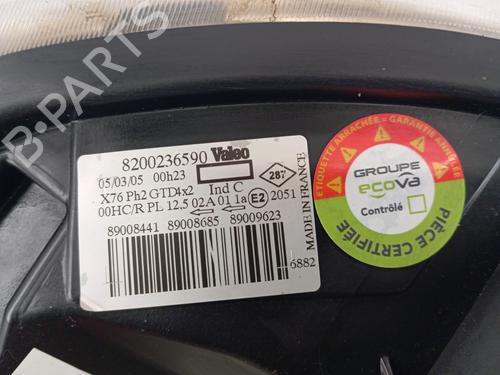 8200236590 Valeo
05/03/05 00h23
X76 Ph2 GTD4x2 Ind C
287
00HC/R PL 12,5 02A 01 1a E2 2051
89008441 89008685 89009623
6882
MADE IN FRANCE
ETIQUETTE ARRACHÉE = GARANTIE
GROUPE
ecova
Contrôlé
PIÈCE CERTIFIÉE
B-PARTS